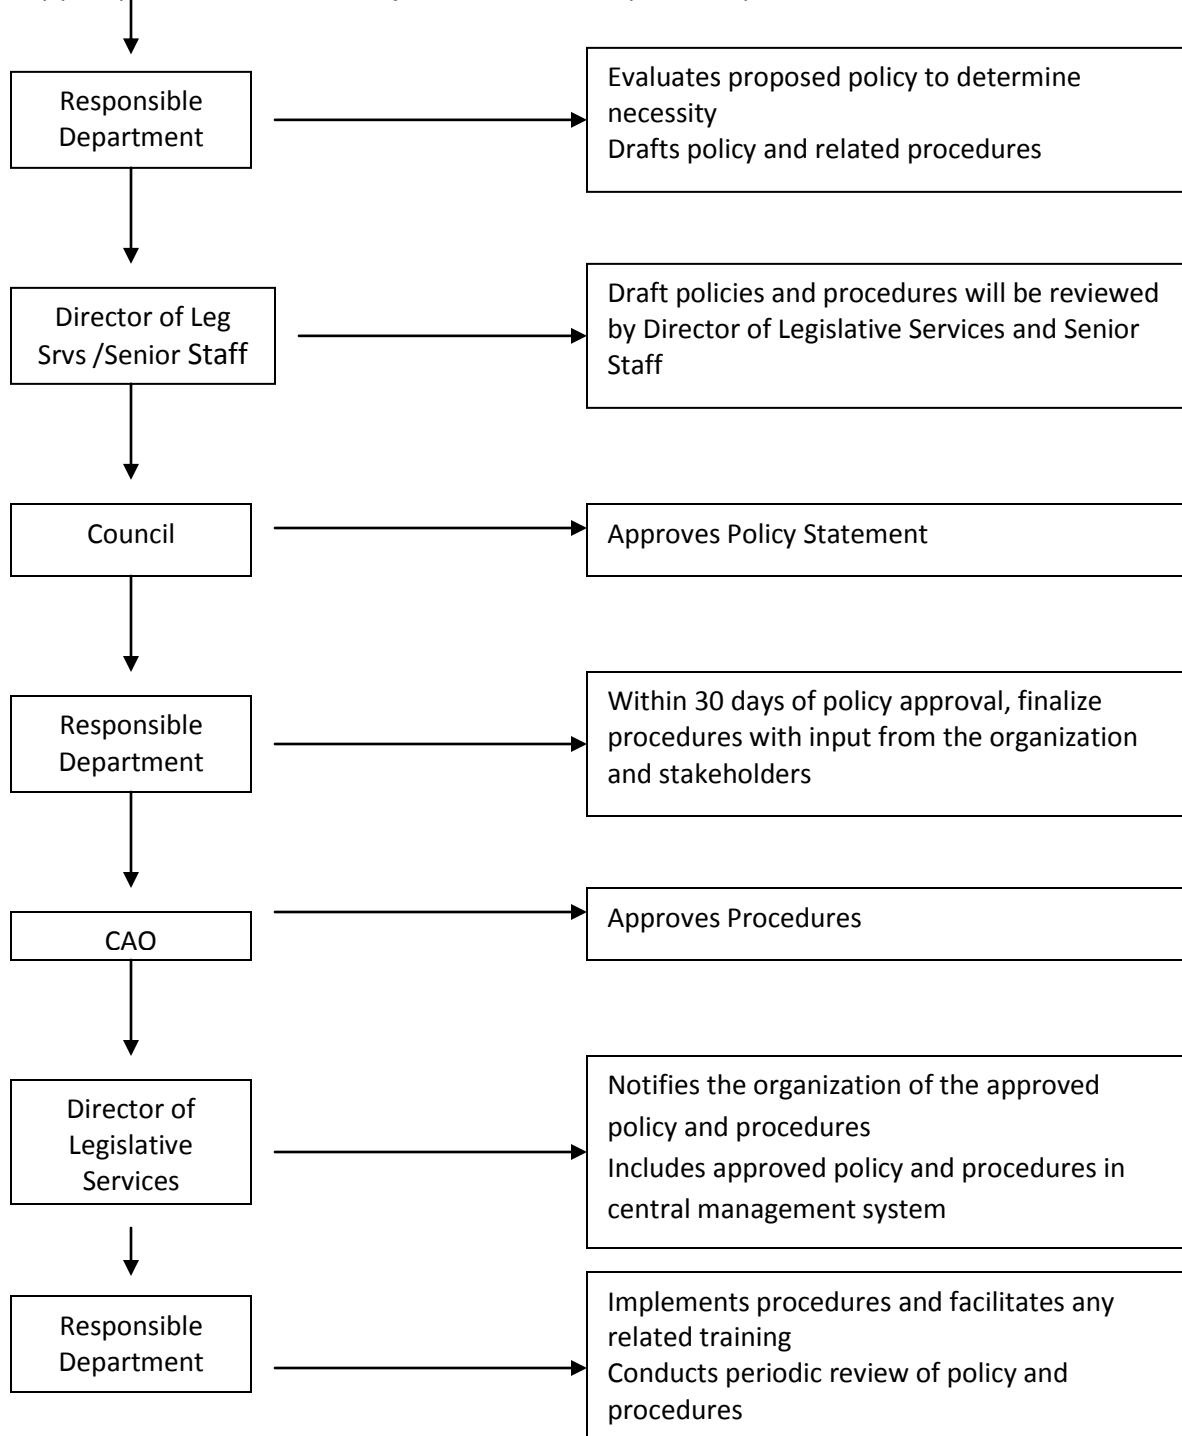 Responsible
Department
Evaluates proposed policy to determine
necessity
Drafts policy and related procedures
Director of Leg
Srvs /Senior Staff
Draft policies and procedures will be reviewed
by Director of Legislative Services and Senior
Staff
Council
Approves Policy Statement
Responsible
Department
Within 30 days of policy approval, finalize
procedures with input from the organization
and stakeholders
CAO
Approves Procedures
Director of
Legislative
Services
Notifies the organization of the approved
policy and procedures
Includes approved policy and procedures in
central management system
Responsible
Department
Implements procedures and facilitates any
related training
Conducts periodic review of policy and
procedures